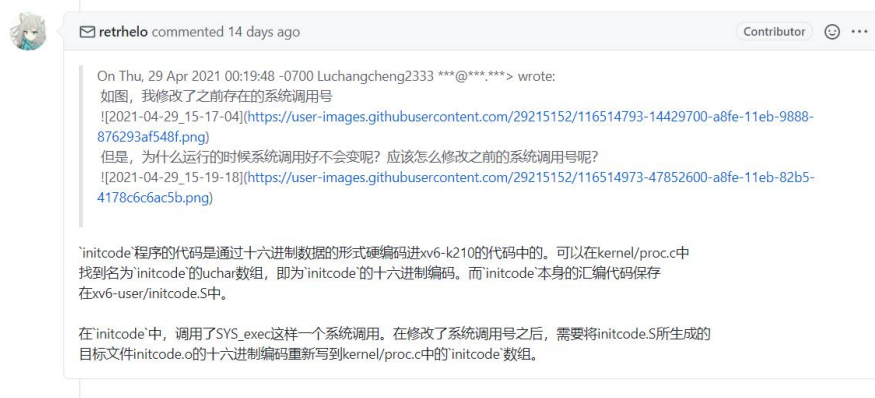 retrhelo commented 14 days ago
Contributor
On Thu, 29 Apr 2021 00:19:48 -0700 Luchangcheng2333 ***@***.***> wrote:
如图，我修改了之前存在的系统调用号
![2021-04-29_15-17-04](https://user-images.githubusercontent.com/29215152/116514793-14429700-a8fe-11eb-9888-
876293af548f.png)
但是，为什么运行的时候系统调用好不会变呢？应该怎么修改之前的系统调用号呢？
![2021-04-29_15-19-18](https://user-images.githubusercontent.com/29215152/116514973-47852600-a8fe-11eb-82b5-
4178c6c6ac5b.png)
`initcode`程序的代码是通过十六进制数据的形式硬编码进xv6-k210的代码中的。可以在kernel/proc.c中
找到名为`initcode`的uchar数组，即为`initcode`的十六进制编码。而`initcode`本身的汇编代码保存
在xv6-user/initcode.S中。
在`initcode`中，调用了SYS_exec这样一个系统调用。在修改了系统调用号之后，需要将initcode.S所生成的
目标文件initcode.o的十六进制编码重新写到kernel/proc.c中的`initcode`数组。